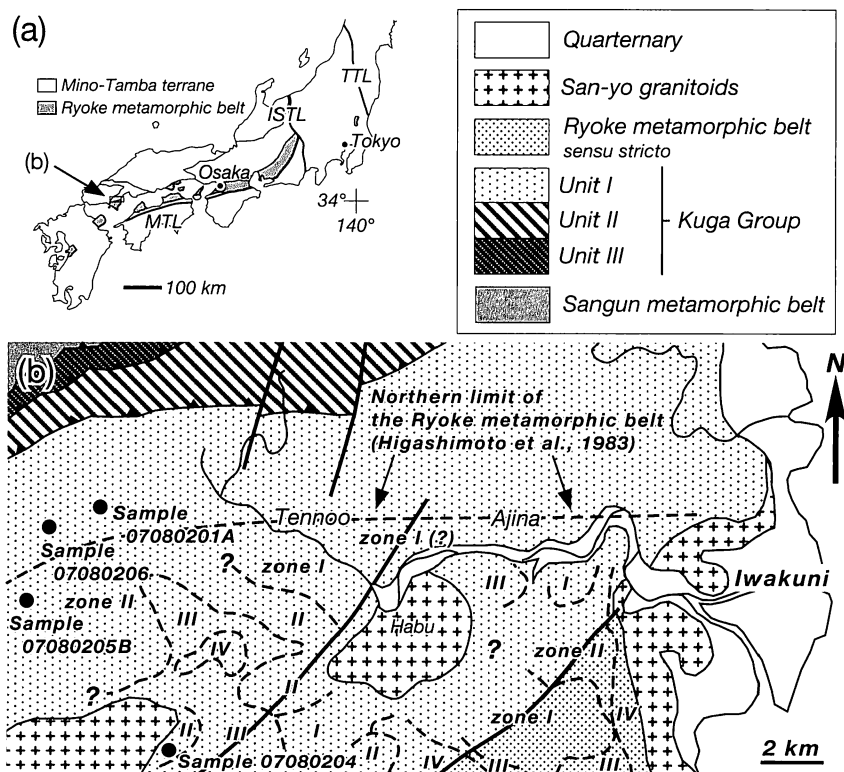 (a)
Mino-Tamba terrane
Ryoke metamorphic belt
TTL
ISTL
Tokyo
(b)
Osaka
MTL
34°
140°
100 km
Quarternary
San-yo granitoids
Ryoke metamorphic belt
sensu stricto
Unit I
Unit II
Unit III
Kuga Group
Sangun metamorphic belt
(b)
N
Northern limit of
the Ryoke metamorphic belt
(Higashimoto et al., 1983)
Sample
07080201A
Tennoo
Ajina
zone I (?)
Sample
07080206
?
zone I
zone II
III
II
III
I
I
Iwakuni
Sample
07080205B
IV
Habu
?
zone II
?
II
zone I
IV
II
III
I
II
IV
III
III
Sample 07080204
2 km